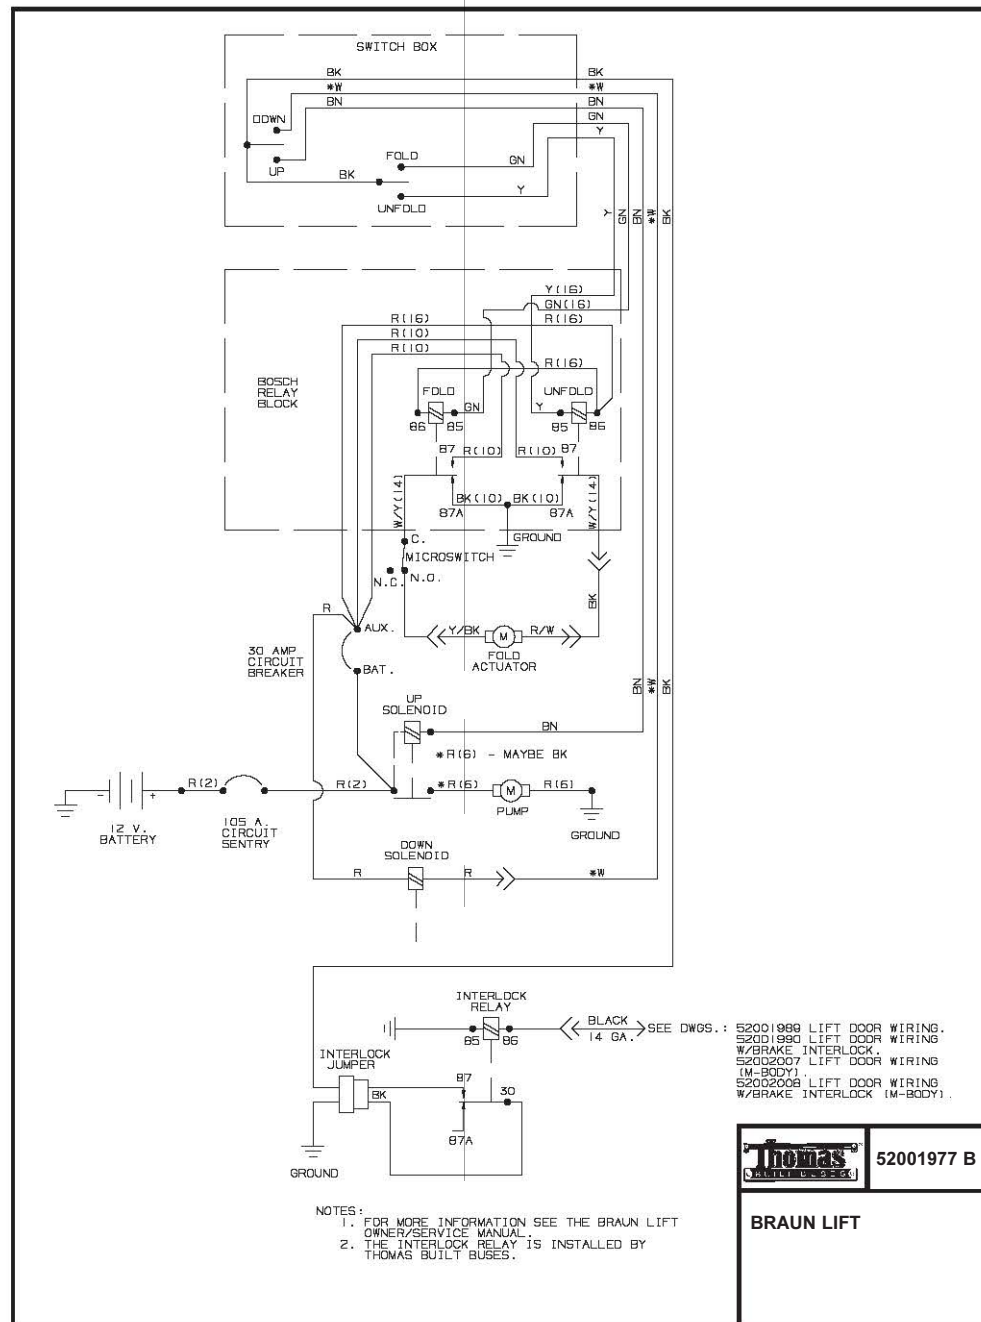 SWITCH BOX
BK BK
*W *W
BN BN
GN
Y
DOWN
UP
FOLD GN
BK
Y
UNFOLD
Y GN BN *W BK
Y(16)
GN(16)
R(16) R(16)
R(10)
R(10)
R(16)
BOSCH
RELAY
BLOCK
FOLD UNFOLD
GN Y
86 85 85 86
87 R(10) R(10) 87
W/Y(14) BK(10) BK(10) W/Y(14)
87A 87A
GROUND
C.
MICROSWITCH
N.C. N.O.
BK
R
AUX.
Y/BK M R/W
FOLD
ACTUATOR
30 AMP
CIRCUIT
BREAKER
BAT.
BN *W BK
UP
SOLENOID
BN
*R(6) - MAYBE BK
R(2) R(2) *R(6) M R(6)
- +
PUMP
12 V.
BATTERY
105 A.
CIRCUIT
SENTRY
GROUND
DOWN
SOLENOID
R R *W
INTERLOCK
RELAY
85 86
BLACK
14 GA.
SEE DWGS.: 52001989 LIFT DOOR WIRING.
52001990 LIFT DOOR WIRING
W/BRAKE INTERLOCK.
52002007 LIFT DOOR WIRING
(M-BODY).
52002008 LIFT DOOR WIRING
W/BRAKE INTERLOCK (M-BODY).
INTERLOCK
JUMPER
BK
87
30
87A
GROUND
NOTES:
1. FOR MORE INFORMATION SEE THE BRAUN LIFT
OWNER/SERVICE MANUAL.
2. THE INTERLOCK RELAY IS INSTALLED BY
THOMAS BUILT BUSES.
Thomas
BUILT BUSES
52001977 B
BRAUN LIFT